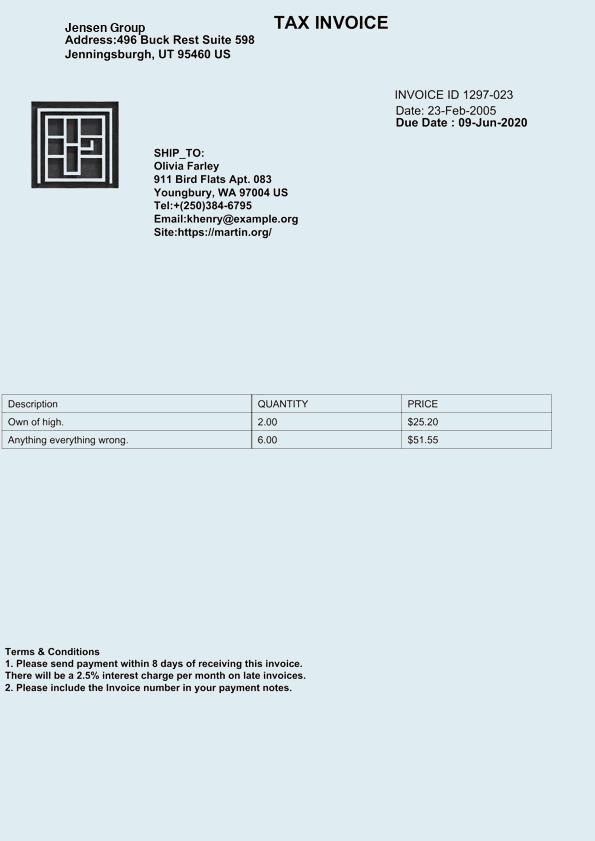 TAX INVOICE
Jensen Group
Address:496 Buck Rest Suite 598
Jenningsburgh, UT 95460 US
INVOICE ID 1297-023
Date: 23-Feb-2005
Due Date : 09-Jun-2020
SHIP_TO:
Olivia Farley
911 Bird Flats Apt. 083
Youngbury, WA 97004 US
Tel:+(250)384-6795
Email:khenry@example.org
Site:https://martin.org/
Description QUANTITY PRICE
Own of high. 2.00 $25.20
Anything everything wrong. 6.00 $51.55
Terms & Conditions
1. Please send payment within 8 days of receiving this invoice.
There will be a 2.5% interest charge per month on late invoices.
2. Please include the Invoice number in your payment notes.